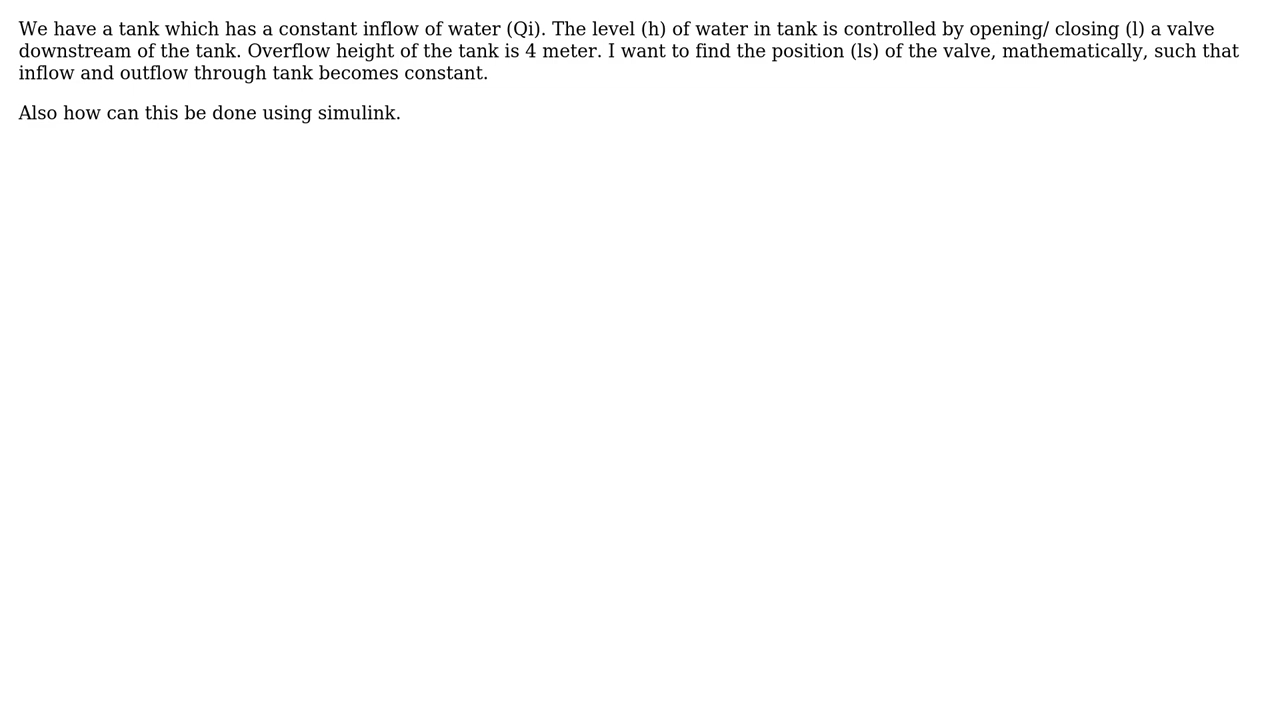 We have a tank which has a constant inflow of water (Qi). The level (h) of water in tank is controlled by opening/ closing (l) a valve
downstream of the tank. Overflow height of the tank is 4 meter. I want to find the position (ls) of the valve, mathematically, such that
inflow and outflow through tank becomes constant.
Also how can this be done using simulink.